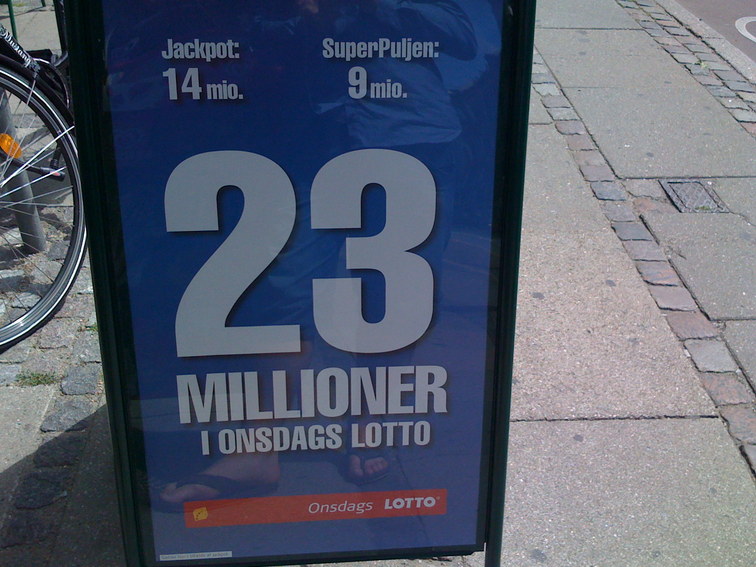 Jackpot: SuperPuljen:
14 mio. 9 mio.
23
MILLIONER
I ONSDAGS LOTTO
Onsdags LOTTO